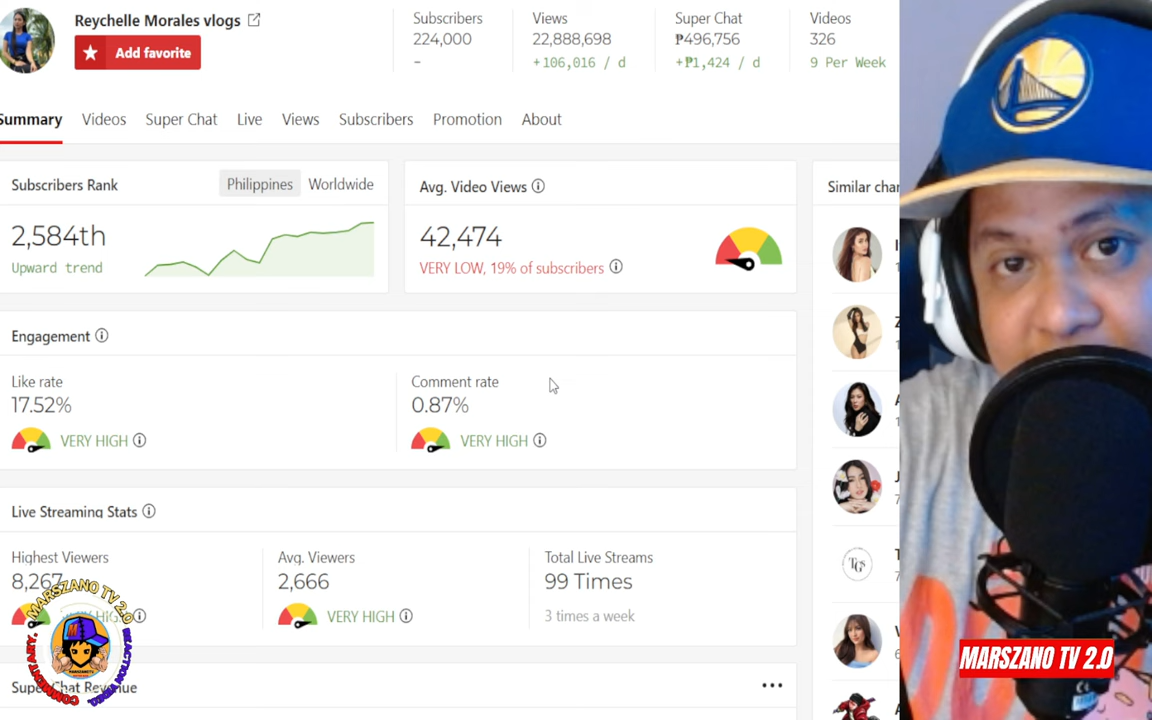 Reychelle Morales vlogs
Add favorite
Subscribers
224,000
-
Views
22,888,698
+106,016 / d
Super Chat
₱496,756
+₱1,424 / d
Videos
326
9 Per Week
Summary
Videos
Super Chat
Live
Views
Subscribers
Promotion
About
Subscribers Rank
Philippines
Worldwide
2,584th
Upward trend
Avg. Video Views
42,474
VERY LOW, 19% of subscribers
Similar
Engagement
Like rate
17.52%
VERY HIGH
Comment rate
0.87%
VERY HIGH
Live Streaming Stats
Highest Viewers
8,267
Avg. Viewers
2,666
VERY HIGH
Total Live Streams
99 Times
3 times a week
Super Chat Revenue
MARSZANO TV 2.0
REACTION VIDEO
COMMENTARY
MARSZANO TV 2.0